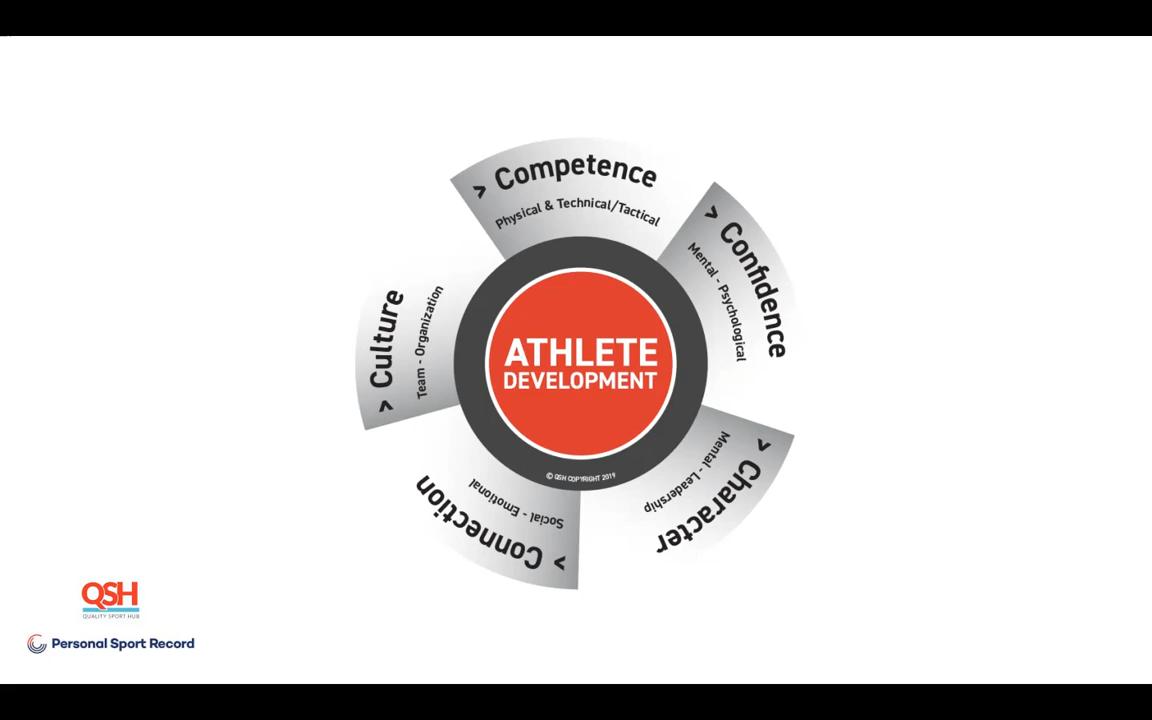 > Competence
Physical & Technical/Tactical
> Confidence
Mental - Psychological
> Character
Mental - Leadership
> Connection
Social - Emotional
> Culture
Team - Organization
ATHLETE
DEVELOPMENT
© QSH COPYRIGHT 2019
QSH
QUALITY SPORT HUB
Personal Sport Record